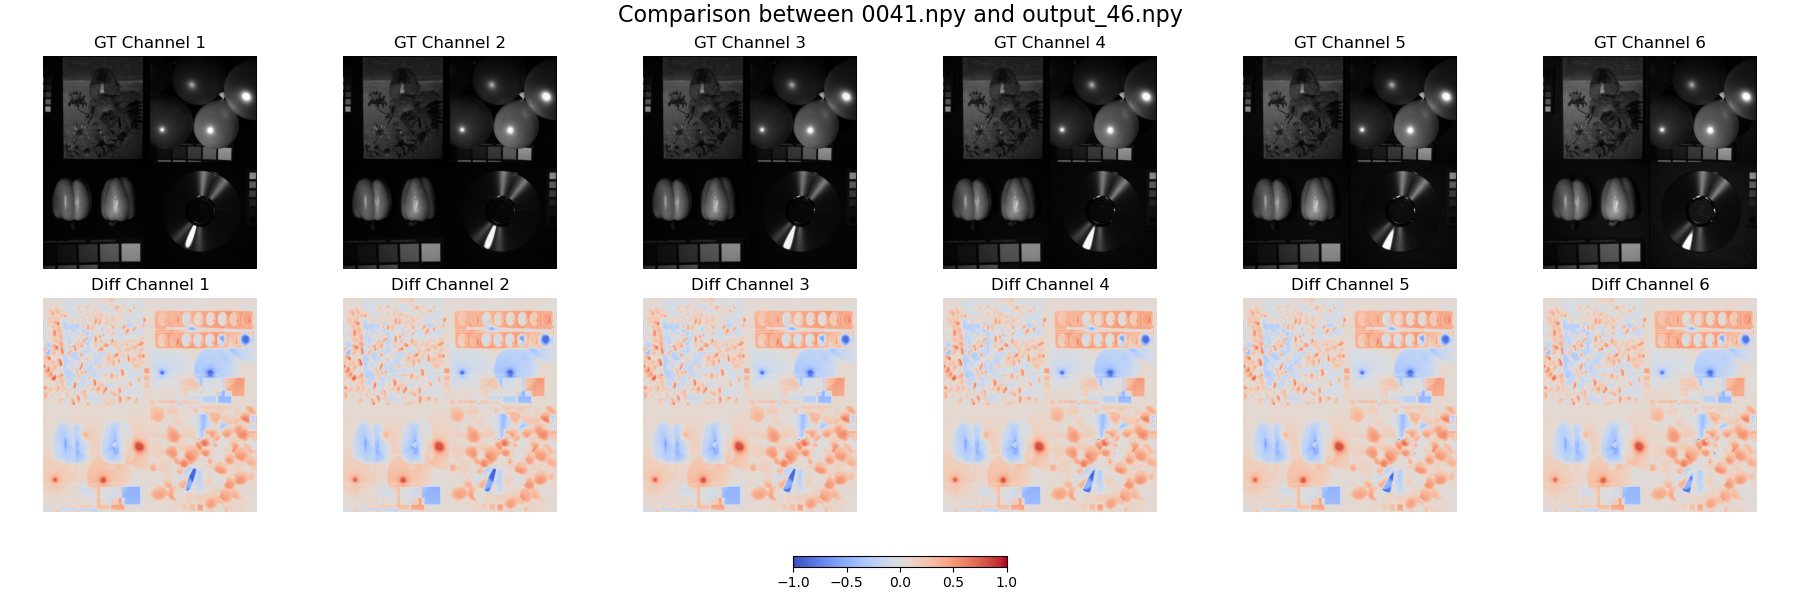 Comparison between 0041.npy and output_46.npy
GT Channel 1
GT Channel 2
GT Channel 3
GT Channel 4
GT Channel 5
GT Channel 6
Diff Channel 1
Diff Channel 2
Diff Channel 3
Diff Channel 4
Diff Channel 5
Diff Channel 6
−1.0 −0.5 0.0 0.5 1.0